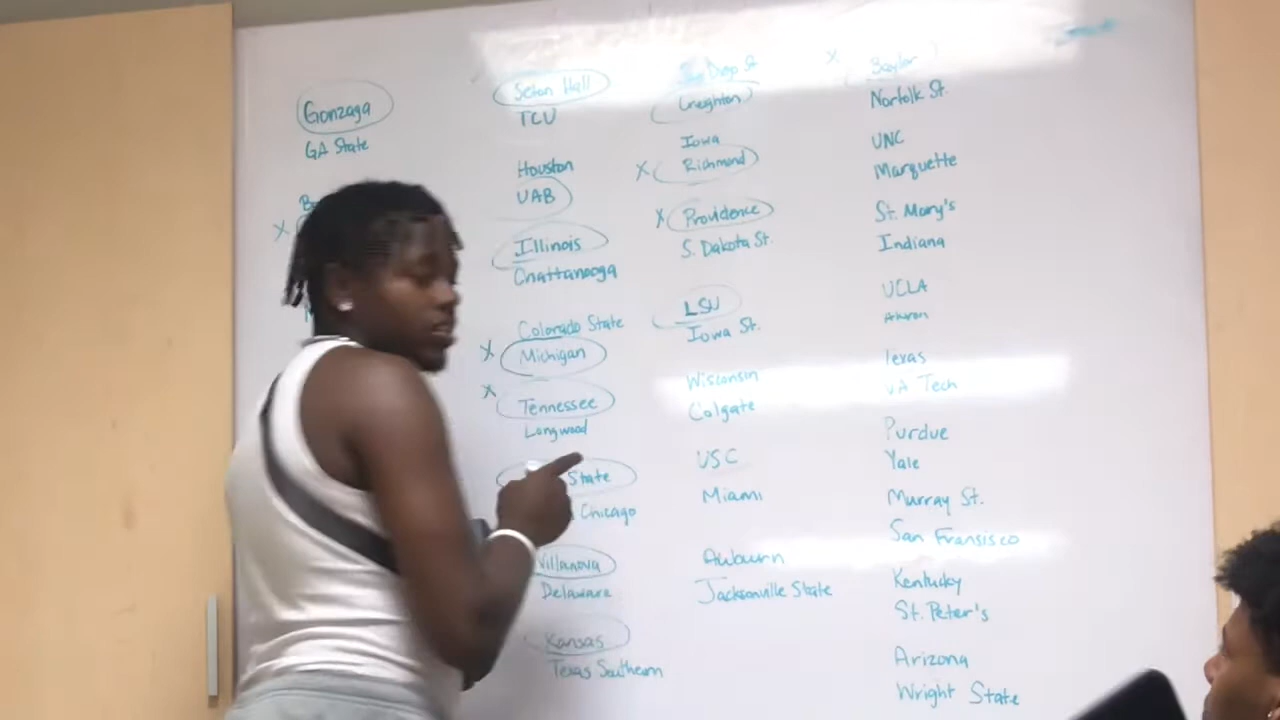 Gonzaga
GA State
Seton Hall
TCU
Houston
UAB
Illinois
Chattanooga
Colorado State
X Michigan
X Tennessee
Longwood
State
Chicago
Villanova
Delaware
Kansas
Texas Southern
Diego St
Creighton
Iowa
X Richmond
X Providence
S. Dakota St.
LSU
Iowa St.
Wisconsin
Colgate
USC
Miami
Auburn
Jacksonville State
X Baylor
Norfolk St.
UNC
Marquette
St. Mary's
Indiana
UCLA
Akron
Texas
VA Tech
Purdue
Yale
Murray St.
San Fransisco
Kentucky
St. Peter's
Arizona
Wright State